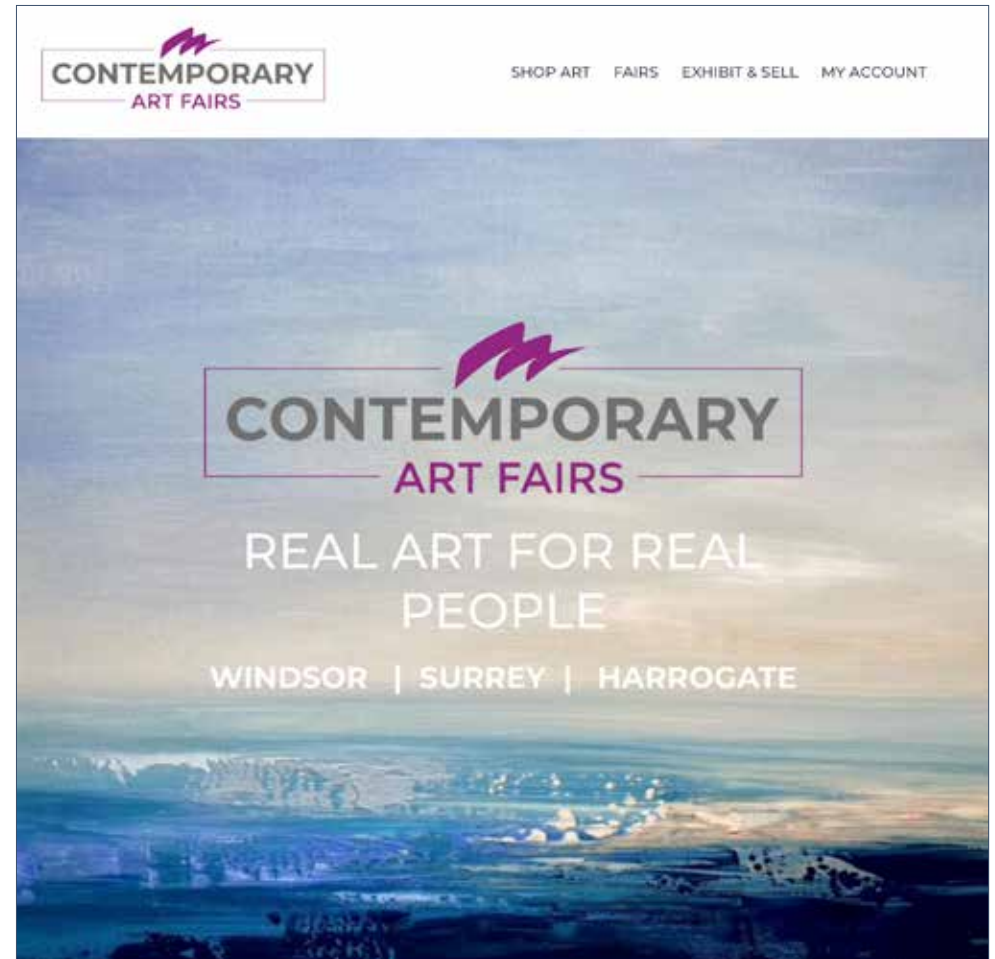 CONTEMPORARY
ART FAIRS
SHOP ART FAIRS EXHIBIT & SELL MY ACCOUNT
CONTEMPORARY
ART FAIRS
REAL ART FOR REAL
PEOPLE
WINDSOR | SURREY | HARROGATE